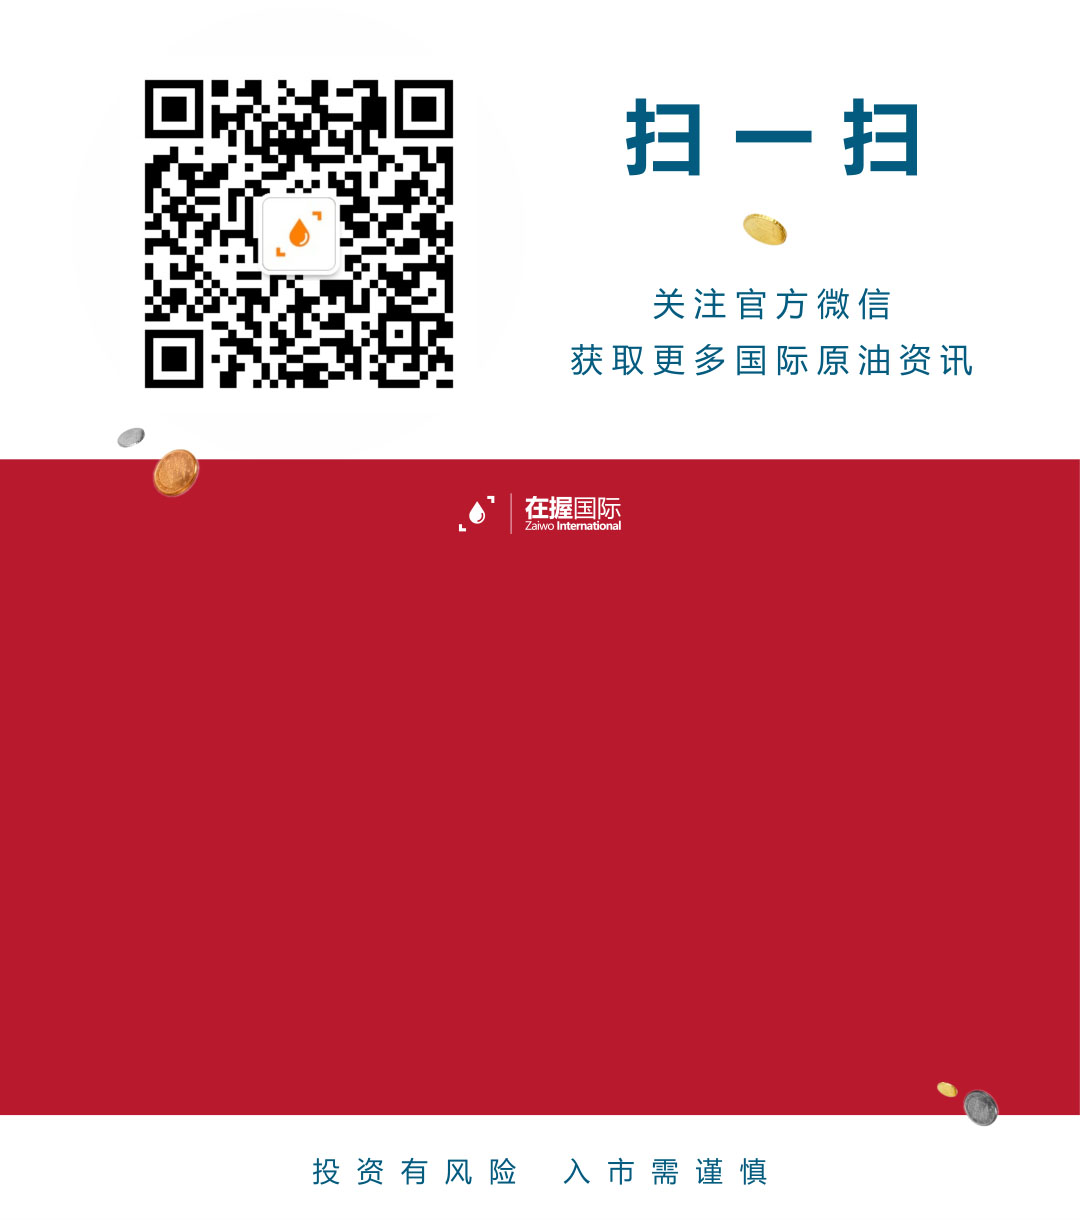 扫一扫
关注官方微信
获取更多国际原油资讯
在握国际
Zaiwo International
投资有风险 入市需谨慎